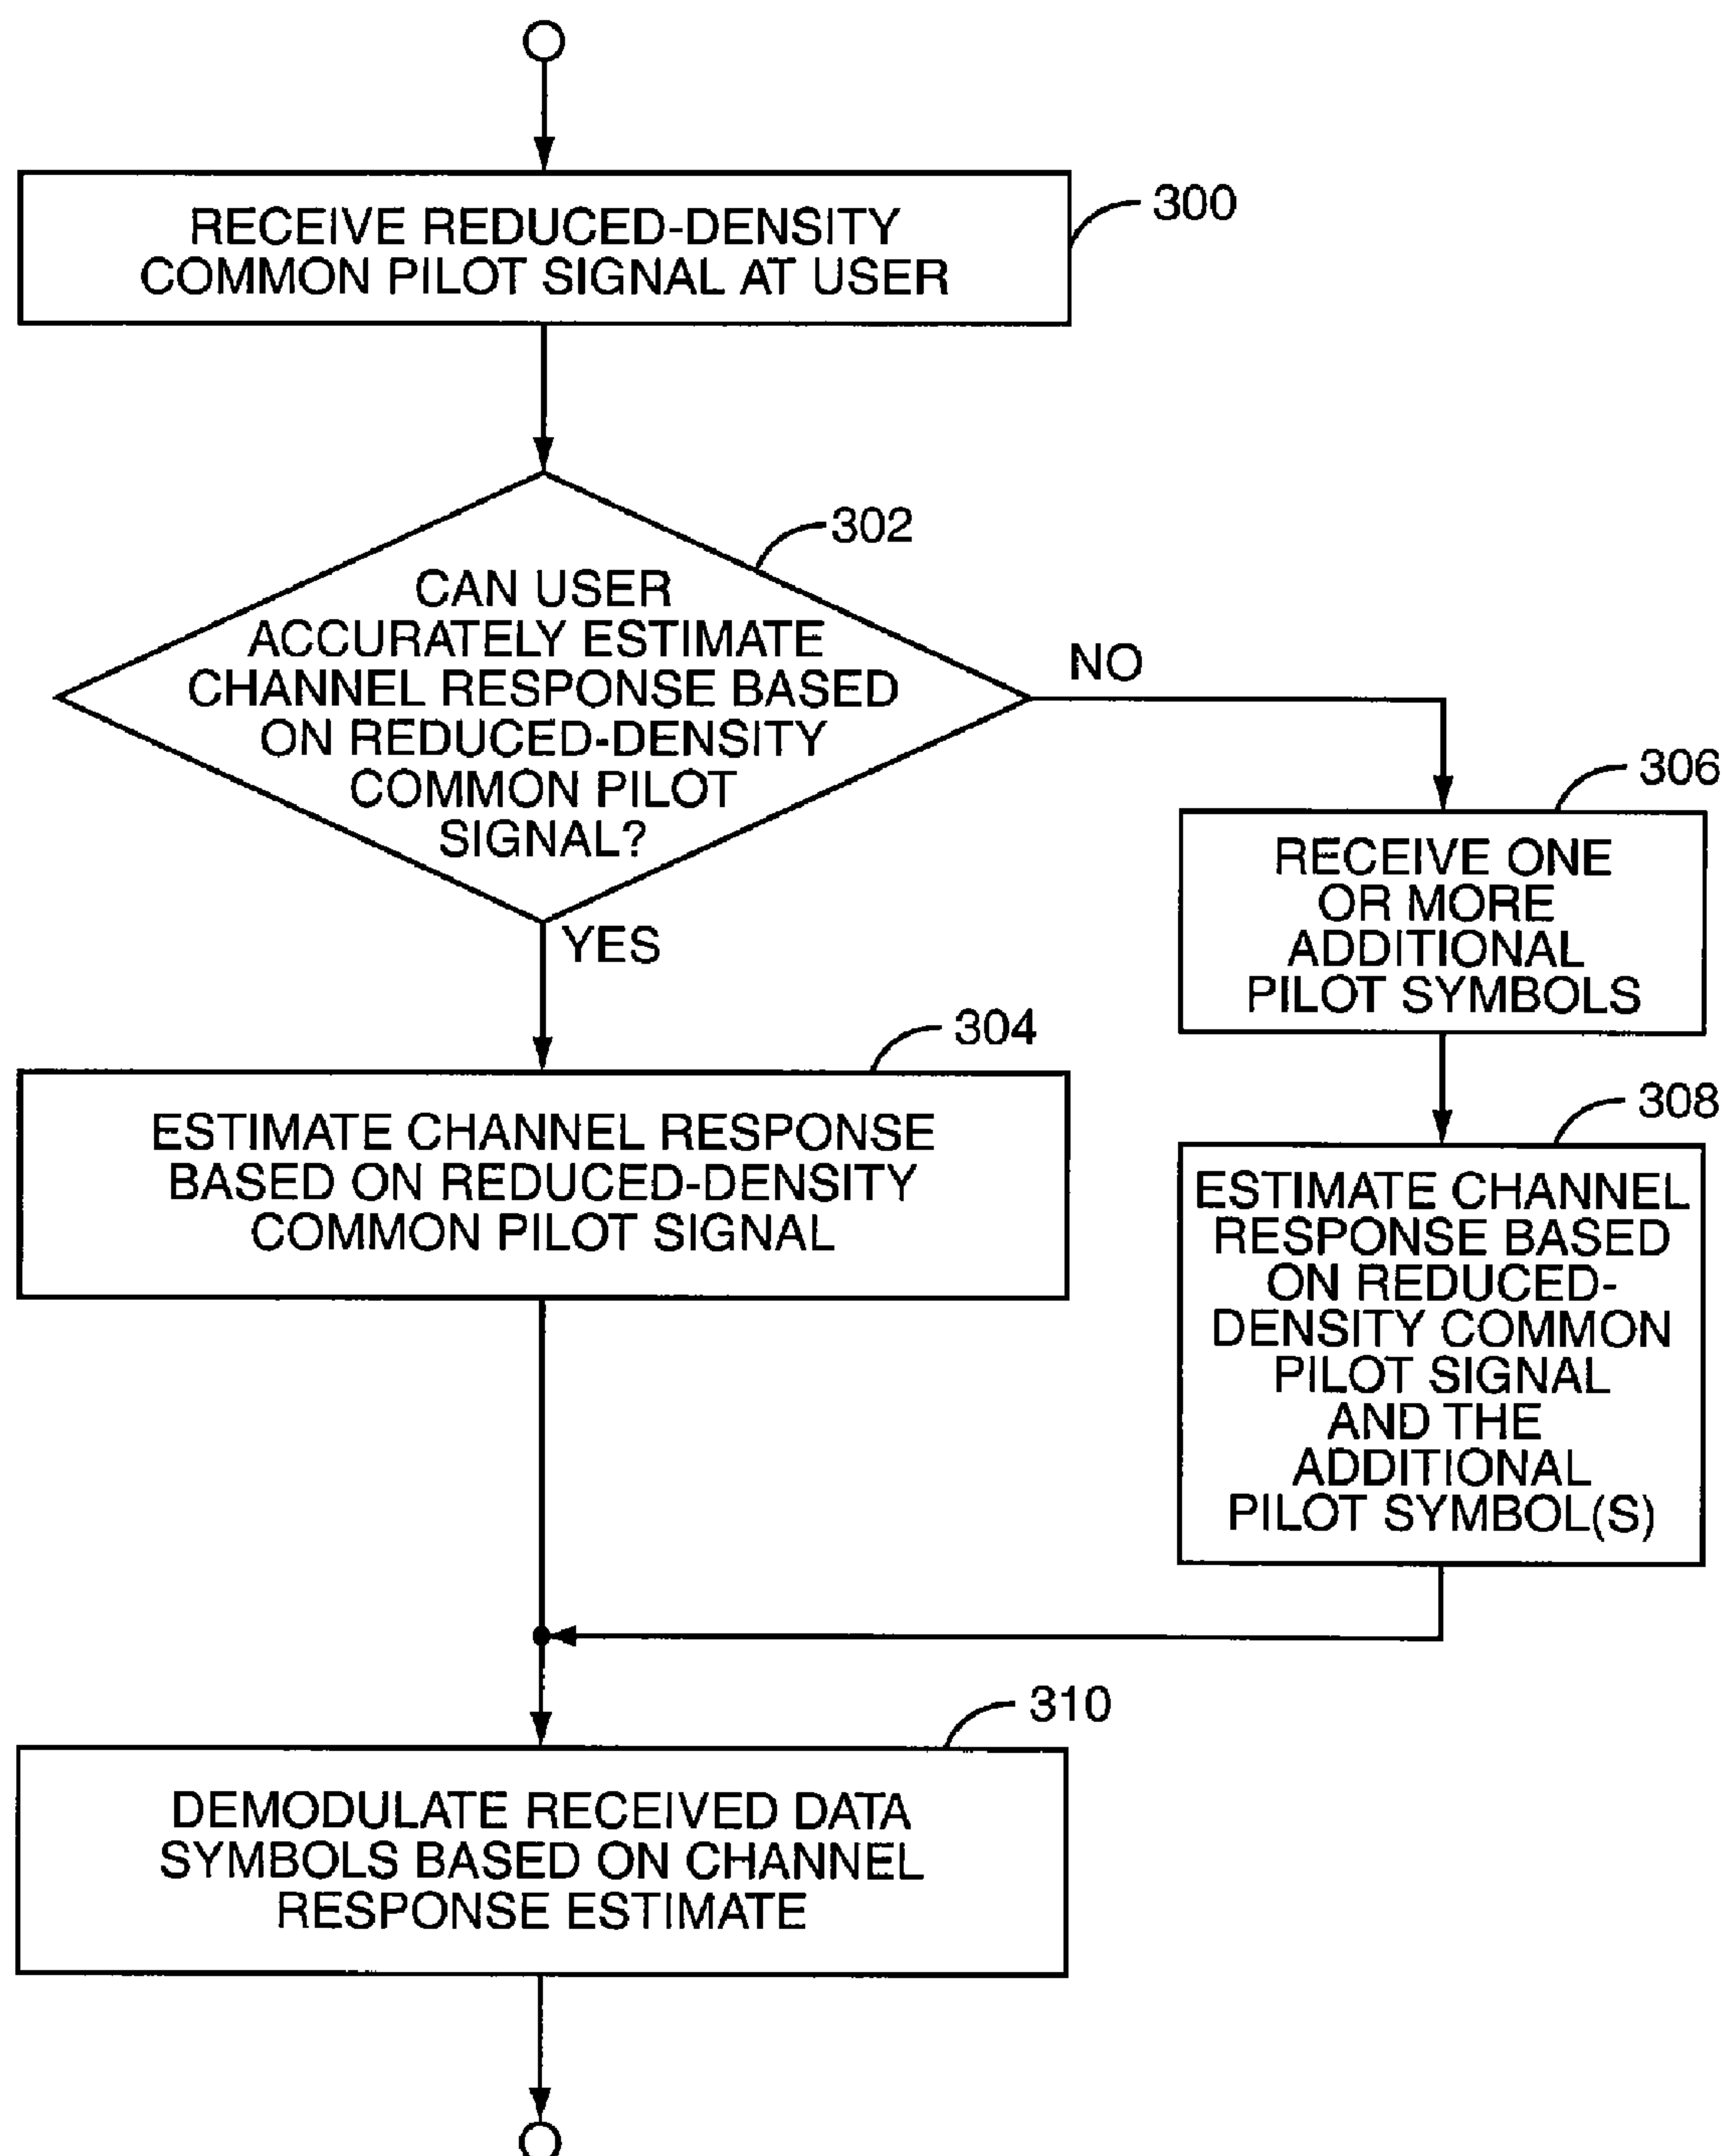 RECEIVE REDUCED-DENSITY
COMMON PILOT SIGNAL AT USER
300
302
CAN USER
ACCURATELY ESTIMATE
CHANNEL RESPONSE BASED
ON REDUCED-DENSITY
COMMON PILOT
SIGNAL?
NO
YES
306
RECEIVE ONE
OR MORE
ADDITIONAL
PILOT SYMBOLS
304
ESTIMATE CHANNEL RESPONSE
BASED ON REDUCED-DENSITY
COMMON PILOT SIGNAL
308
ESTIMATE CHANNEL
RESPONSE BASED
ON REDUCED-
DENSITY COMMON
PILOT SIGNAL
AND THE
ADDITIONAL
PILOT SYMBOL(S)
310
DEMODULATE RECEIVED DATA
SYMBOLS BASED ON CHANNEL
RESPONSE ESTIMATE